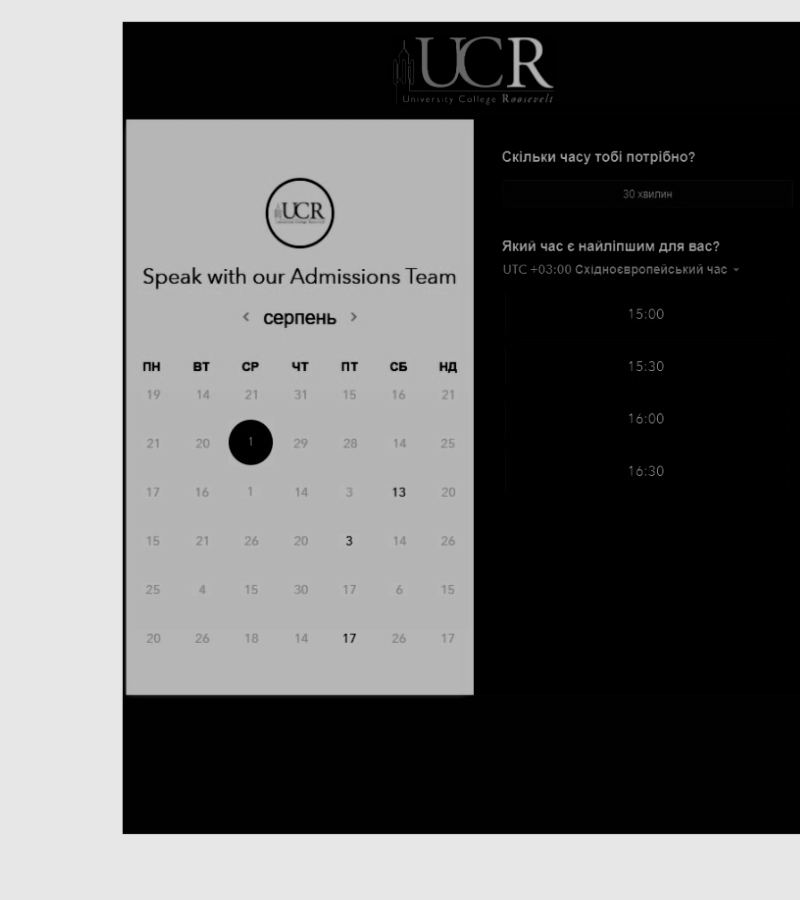 UCR
University College Roosevelt
UCR
Speak with our Admissions Team
серпень
ПН ВТ СР ЧТ ПТ СБ НД
19 14 21 31 15 16 21
21 20 1 29 28 14 25
17 16 1 14 3 13 20
15 21 26 20 3 14 26
25 4 15 30 17 6 15
20 26 18 14 17 26 17
Скільки часу тобі потрібно?
30 хвилин
Який час є найліпшим для вас?
UTC +03:00 Східноєвропейський час
15:00
15:30
16:00
16:30